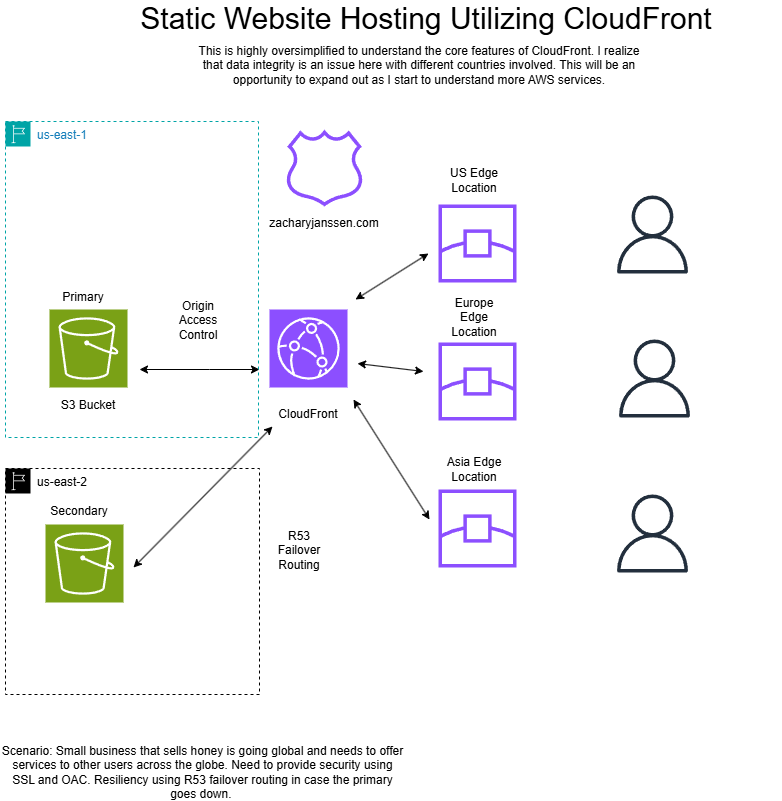 Static Website Hosting Utilizing CloudFront
This is highly oversimplified to understand the core features of CloudFront. I realize
that data integrity is an issue here with different countries involved. This will be an
opportunity to expand out as I start to understand more AWS services.
us-east-1
zacharyjanssen.com
US Edge
Location
Primary
Origin
Access
Control
S3 Bucket
CloudFront
Europe
Edge
Location
us-east-2
Secondary
R53
Failover
Routing
Asia Edge
Location
Scenario: Small business that sells honey is going global and needs to offer
services to other users across the globe. Need to provide security using
SSL and OAC. Resiliency using R53 failover routing in case the primary
goes down.